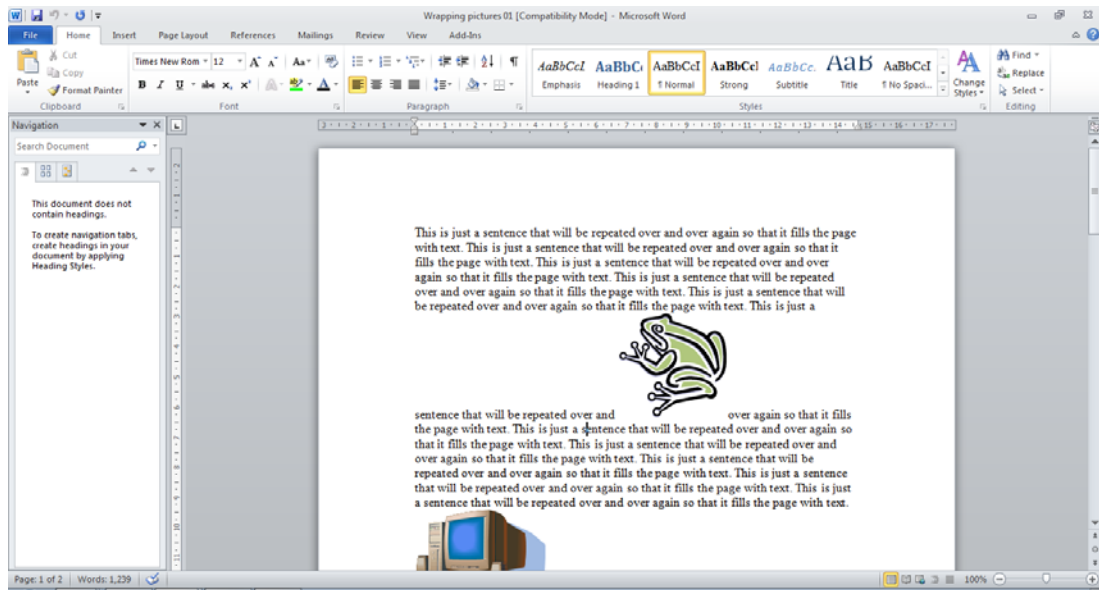 Wrapping pictures 01 [Compatibility Mode] - Microsoft Word
File Home Insert Page Layout References Mailings Review View Add-Ins
Paste
Cut
Copy
Format Painter
Clipboard
Times New Rom 12
B I U abc
Font
Paragraph
AaBbCcI AaBbC AaBbCcI AaBbCcI AaBbCc. AaB AaBbCcI
Emphasis Heading 1 ¶ Normal Strong Subtitle Title ¶ No Spaci...
Change Styles
Styles
Find
Replace
Select
Editing
Navigation
Search Document
This document does not
contain headings.
To create navigation tabs,
create headings in your
document by applying
Heading Styles.
This is just a sentence that will be repeated over and over again so that it fills the page
with text. This is just a sentence that will be repeated over and over again so that it
fills the page with text. This is just a sentence that will be repeated over and over
again so that it fills the page with text. This is just a sentence that will be repeated
over and over again so that it fills the page with text. This is just a sentence that will
be repeated over and over again so that it fills the page with text. This is just a
sentence that will be repeated over and over again so that it fills
the page with text. This is just a sentence that will be repeated over and over again so
that it fills the page with text. This is just a sentence that will be repeated over and
over again so that it fills the page with text. This is just a sentence that will be
repeated over and over again so that it fills the page with text. This is just a sentence
that will be repeated over and over again so that it fills the page with text. This is just
a sentence that will be repeated over and over again so that it fills the page with text.
Page: 1 of 2 Words: 1,239
100%